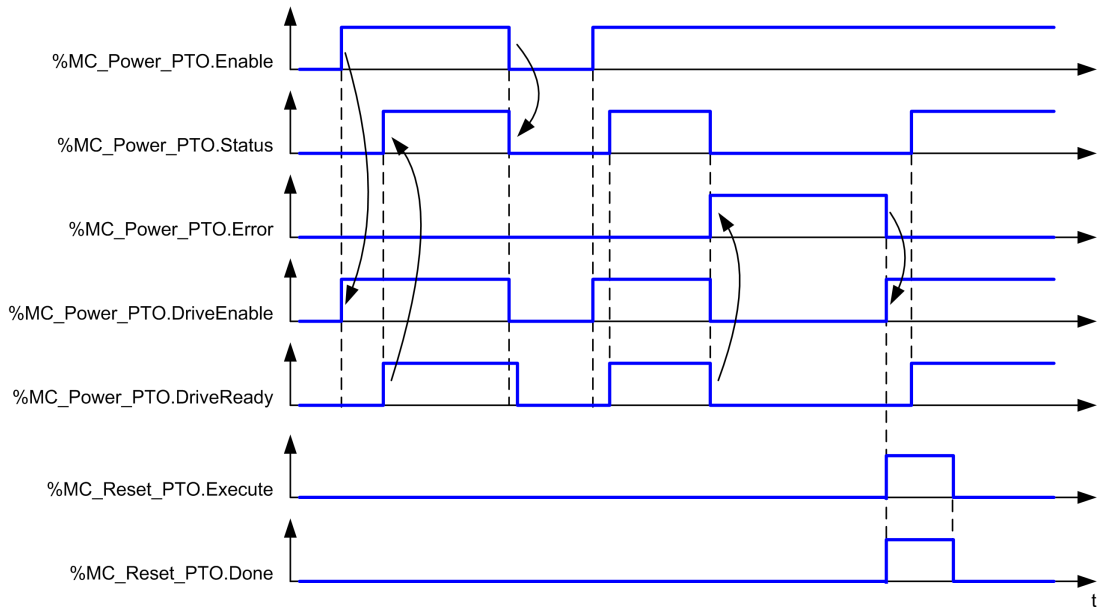 %MC_Power_PTO.Enable
%MC_Power_PTO.Status
%MC_Power_PTO.Error
%MC_Power_PTO.DriveEnable
%MC_Power_PTO.DriveReady
%MC_Reset_PTO.Execute
%MC_Reset_PTO.Done
t